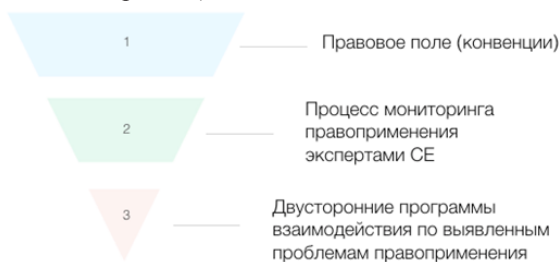 1
Правовое поле (конвенции)
2
Процесс мониторинга
правоприменения
экспертами СЕ
3
Двусторонние программы
взаимодействия по выявленным
проблемам правоприменения